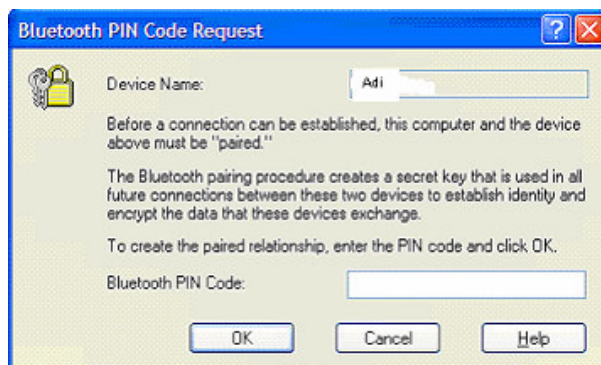 Bluetooth PIN Code Request
Device Name: Adi
Before a connection can be established, this computer and the device
above must be "paired."
The Bluetooth pairing procedure creates a secret key that is used in all
future connections between these two devices to establish identity and
encrypt the data that these devices exchange.
To create the paired relationship, enter the PIN code and click OK.
Bluetooth PIN Code:
OK Cancel Help